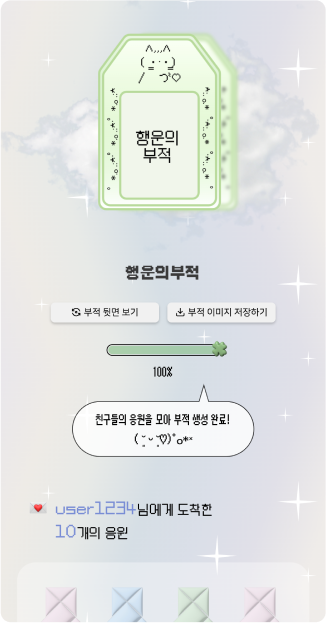 행운의
부적
행운의부적
부적 뒷면 보기
부적 이미지 저장하기
100%
친구들의 응원을 모아 부적 생성 완료!
user1234님에게 도착한
10개의 응원